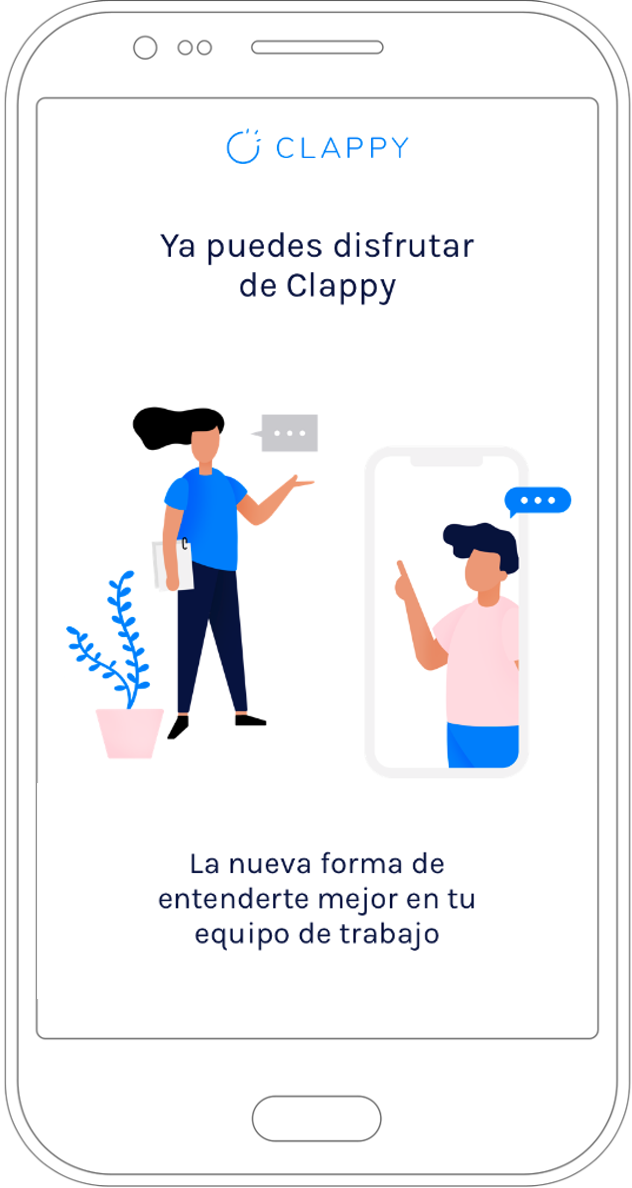 CLAPPY
Ya puedes disfrutar
de Clappy
La nueva forma de
entenderte mejor en tu
equipo de trabajo